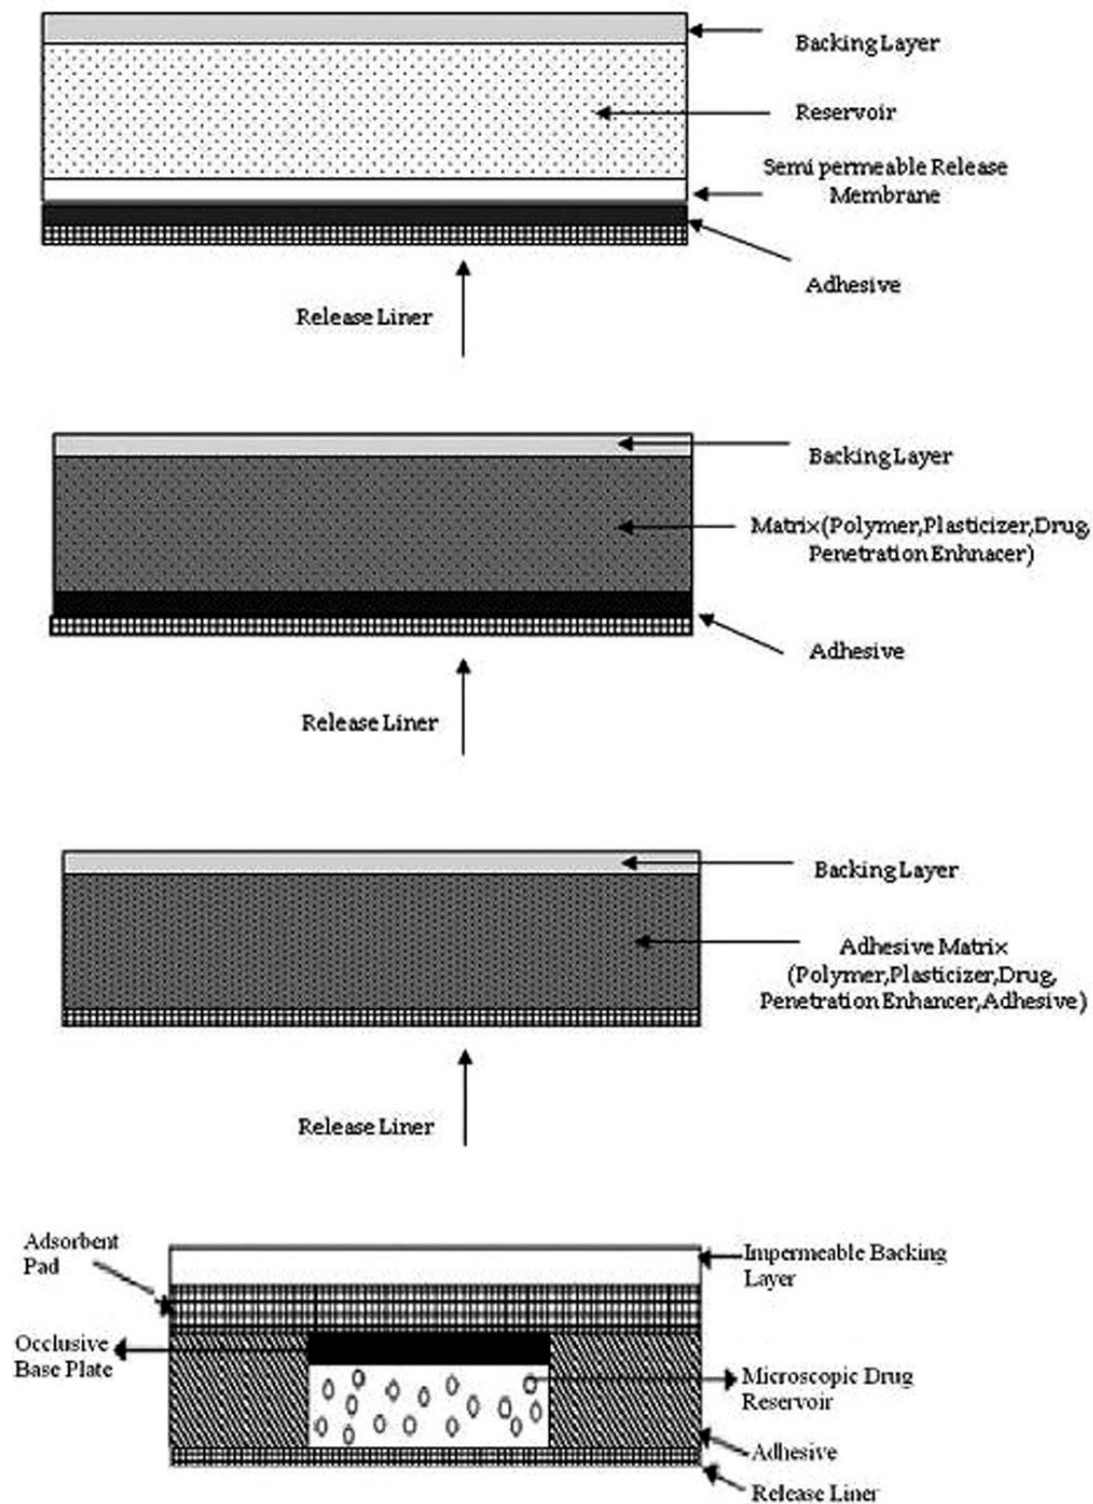 Backing Layer
Reservoir
Semi permeable Release
Membrane
Adhesive
Release Liner
Backing Layer
Matrix(Polymer,Plasticizer,Drug,
Penetration Enhnacer)
Adhesive
Release Liner
Backing Layer
Adhesive Matrix
(Polymer,Plasticizer,Drug,
Penetration Enhancer,Adhesive)
Release Liner
Adsorbent
Pad
Impermeable Backing
Layer
Occlusive
Base Plate
Microscopic Drug
Reservoir
Adhesive
Release Liner